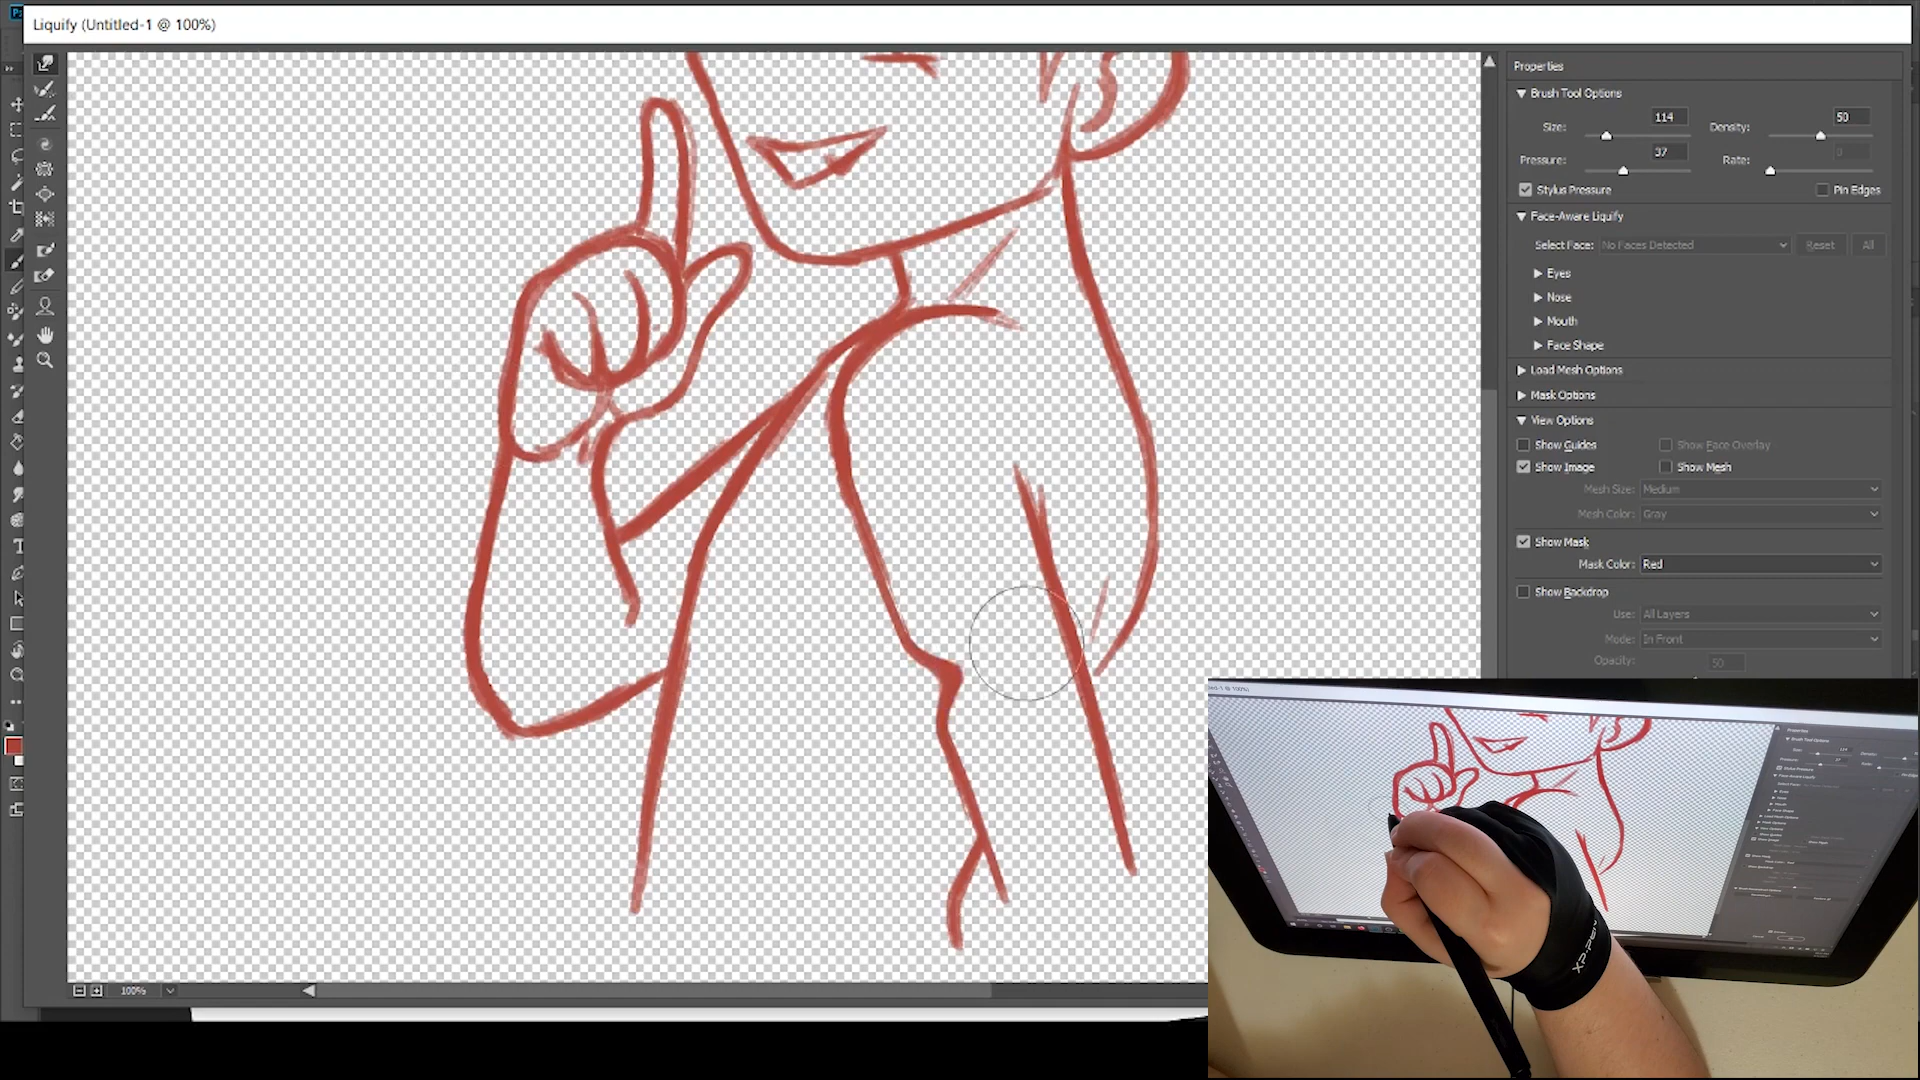 Liquify (Untitled-1 @ 100%)
Properties
Brush Tool Options
Size: 114 Density: 50
Pressure: 37 Rate: 0
Stylus Pressure Pin Edges
Face-Aware Liquify
Select Face: No Faces Detected Reset All
Eyes
Nose
Mouth
Face Shape
Load Mesh Options
Mask Options
View Options
Show Guides Show Face Overlay
Show Image Show Mesh
Mesh Size: Medium
Mesh Color: Gray
Show Mask
Mask Color: Red
Show Backdrop
Use: All Layers
Mode: In Front
Opacity: 50
100%
XP-PEN